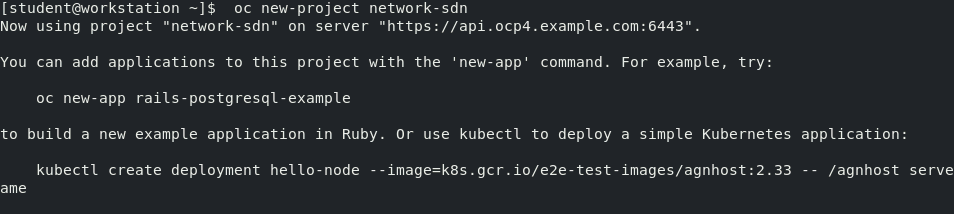 [student@workstation ~]$  oc new-project network-sdn
Now using project "network-sdn" on server "https://api.ocp4.example.com:6443".
You can add applications to this project with the 'new-app' command. For example, try:
    oc new-app rails-postgresql-example
to build a new example application in Ruby. Or use kubectl to deploy a simple Kubernetes application:
    kubectl create deployment hello-node --image=k8s.gcr.io/e2e-test-images/agnhost:2.33 -- /agnhost serve
ame